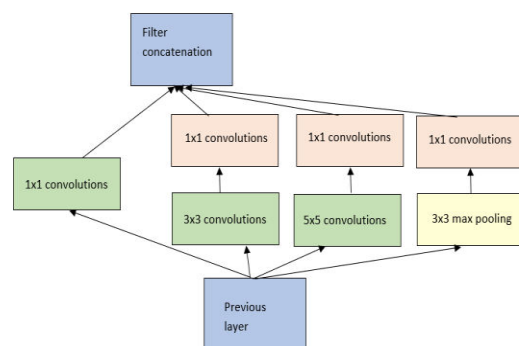 Filter
concatenation
1x1 convolutions
1x1 convolutions
1x1 convolutions
1x1 convolutions
3x3 convolutions
5x5 convolutions
3x3 max pooling
Previous
layer